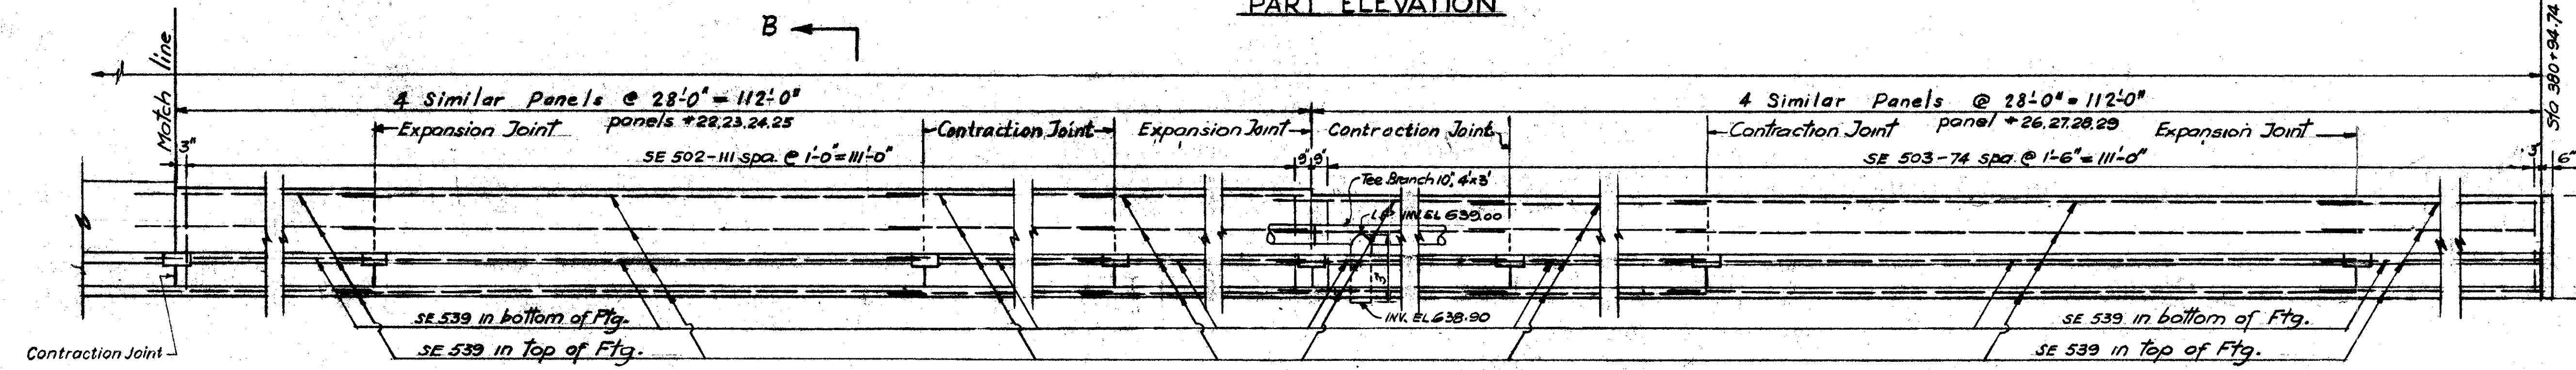 PART ELEVATION
B
Match line
Sta 380+94.74
4 Similar Panels @ 28'-0" = 112'-0"
panels #22,23,24,25
4 Similar Panels @ 28'-0" = 112'-0"
panel #26,27,28,29
Expansion Joint
Contraction Joint
Expansion Joint
Contraction Joint
Contraction Joint
Expansion Joint
3"
SE 502-111 spa. @ 1'-0" = 111'-0"
9" 9"
SE 503-74 spa @ 1'-6" = 111'-0"
3"
6"
Tee Branch 10", 4'x3'
INV. EL 639.00
3'
INV. EL 638.90
SE 539 in bottom of Ftg.
SE 539 in top of Ftg.
SE 539 in bottom of Ftg.
SE 539 in top of Ftg.
Contraction Joint